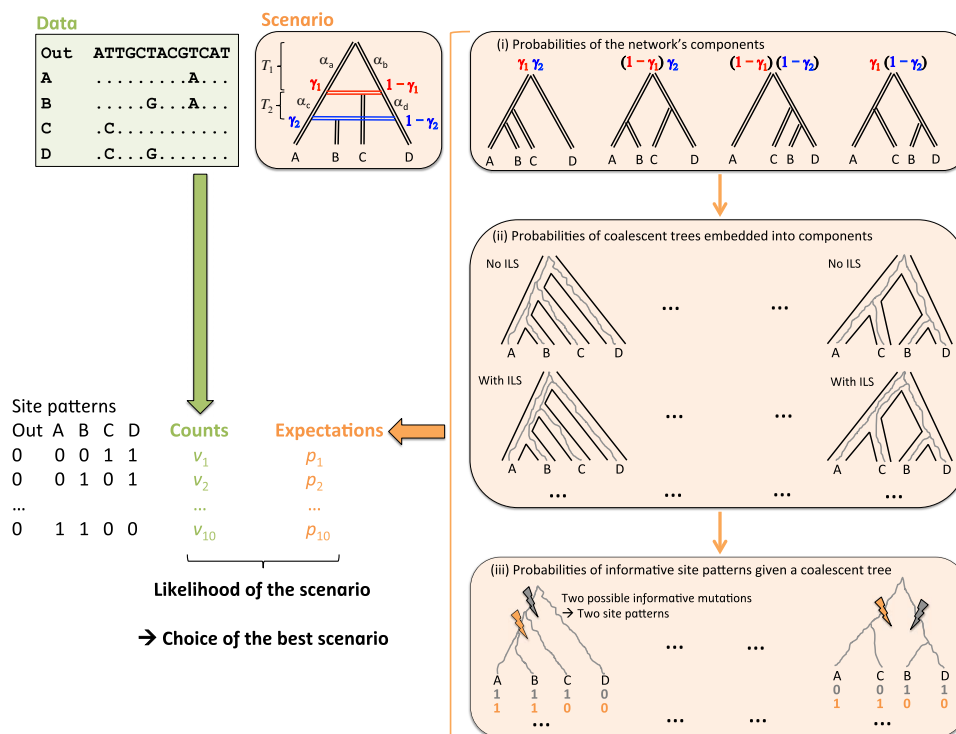 Data
Out ATTGCTACGTCAT
A .........A...
B .....G...A...
C .C...........
D .C...G.......
Scenario
T1 αa αb
γ1 1−γ1
T2 αc αd
γ2 1−γ2
A B C D
(i) Probabilities of the network's components
γ1 γ2 (1−γ1) γ2 (1−γ1) (1−γ2) γ1 (1−γ2)
A B C D A B C D A C B D A C B D
(ii) Probabilities of coalescent trees embedded into components
No ILS No ILS
... ...
A B C D A C B D
With ILS With ILS
... ...
A B C D A C B D
... ... ... ...
Site patterns
Out A B C D Counts Expectations
0 0 0 1 1 v1 p1
0 0 1 0 1 v2 p2
... ... ...
0 1 1 0 0 v10 p10
Likelihood of the scenario
→ Choice of the best scenario
(iii) Probabilities of informative site patterns given a coalescent tree
Two possible informative mutations
→ Two site patterns
... ...
A B C D A C B D
1 1 1 0 0 0 1 1
1 1 0 0 1 1 0 0
... ... ... ...